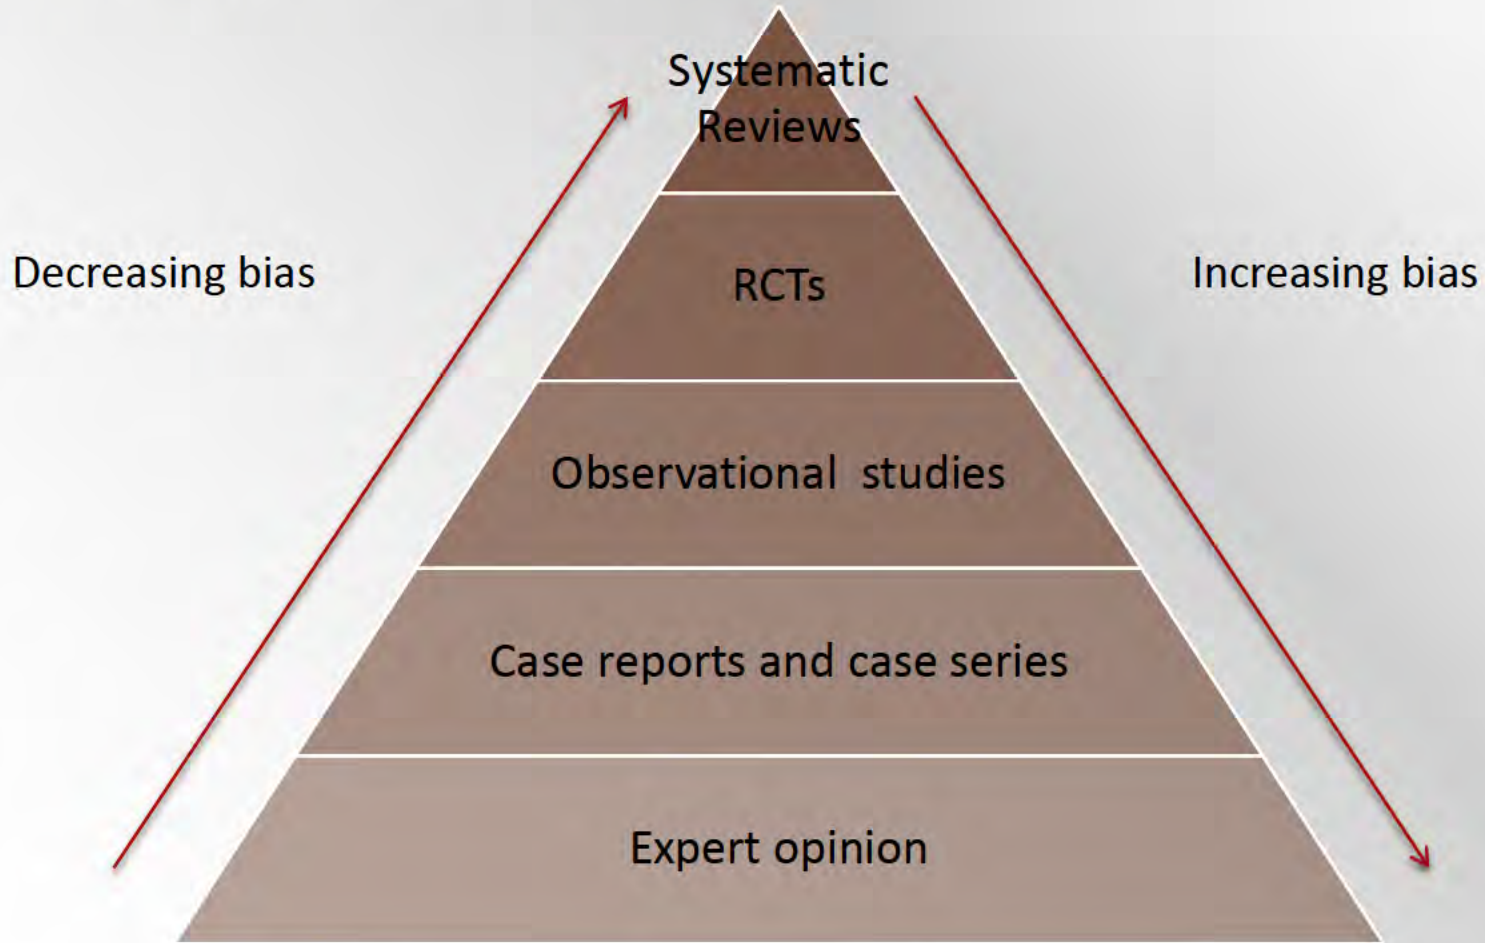 Systematic
Reviews
Decreasing bias
Increasing bias
RCTs
Observational studies
Case reports and case series
Expert opinion